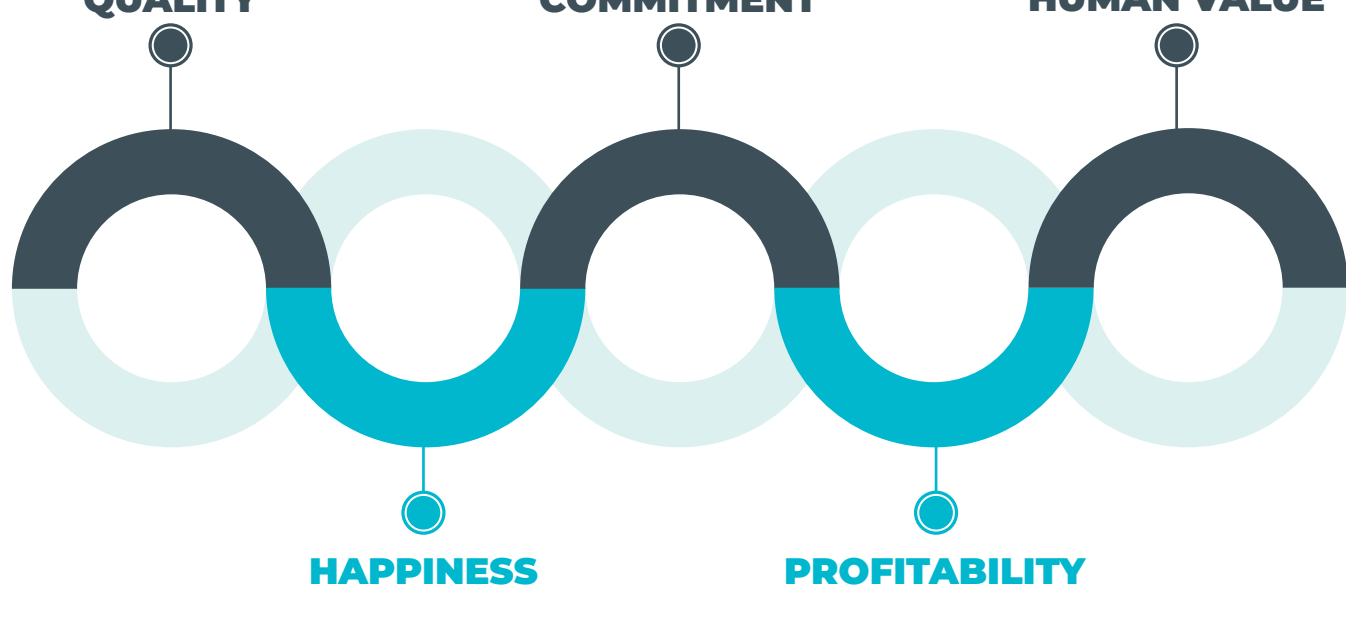 QUALITY
COMMITMENT
HUMAN VALUE
HAPPINESS
PROFITABILITY